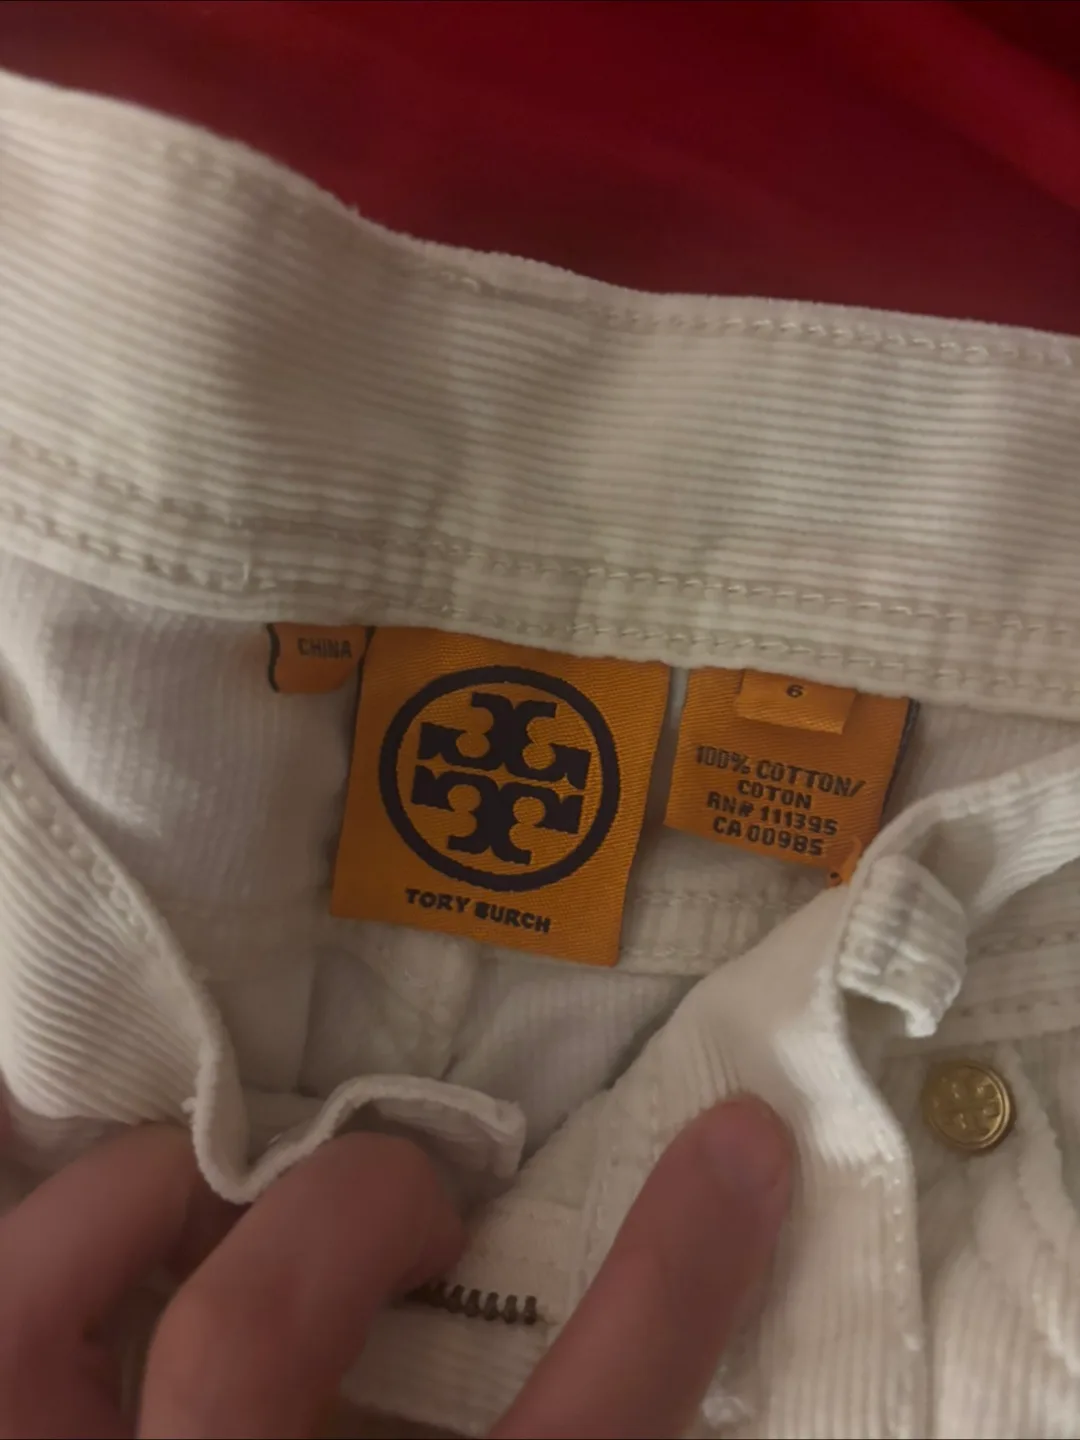 CHINA
TORY BURCH
6
100% COTTON/
COTON
RN# 111395
CA 00985